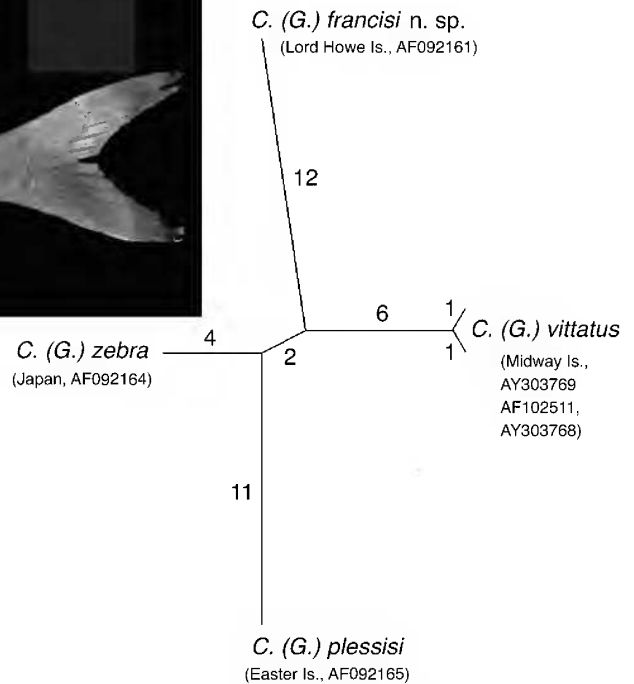 C. (G.) francisi n. sp.
(Lord Howe Is., AF092161)
12
6
1
1
C. (G.) vittatus
(Midway Is.,
AY303769
AF102511,
AY303768)
4
2
C. (G.) zebra
(Japan, AF092164)
11
C. (G.) plessisi
(Easter Is., AF092165)